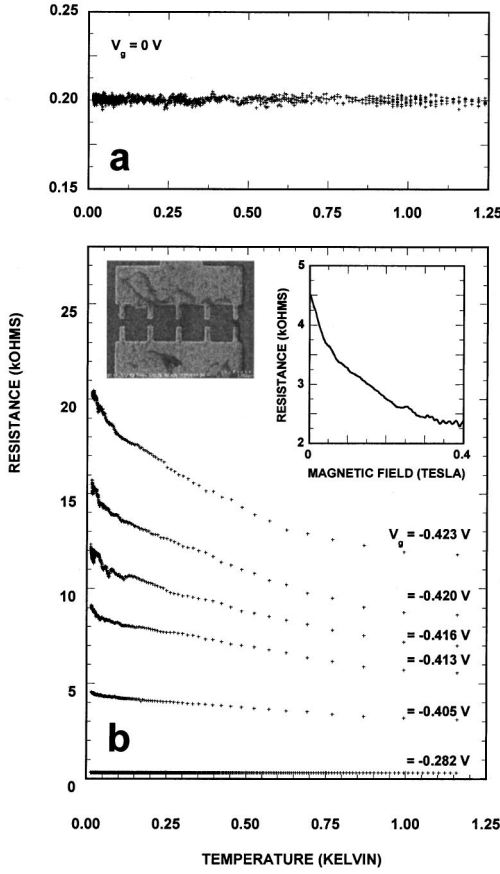 0.25
V_g = 0 V
0.20
a
0.15
0.00 0.25 0.50 0.75 1.00 1.25
RESISTANCE (kOHMS)
25
20
15
10
5
0
5
4
3
2
RESISTANCE (kOHMS)
0 0.4
MAGNETIC FIELD (TESLA)
V_g = -0.423 V
= -0.420 V
= -0.416 V
= -0.413 V
= -0.405 V
= -0.282 V
b
0.00 0.25 0.50 0.75 1.00 1.25
TEMPERATURE (KELVIN)